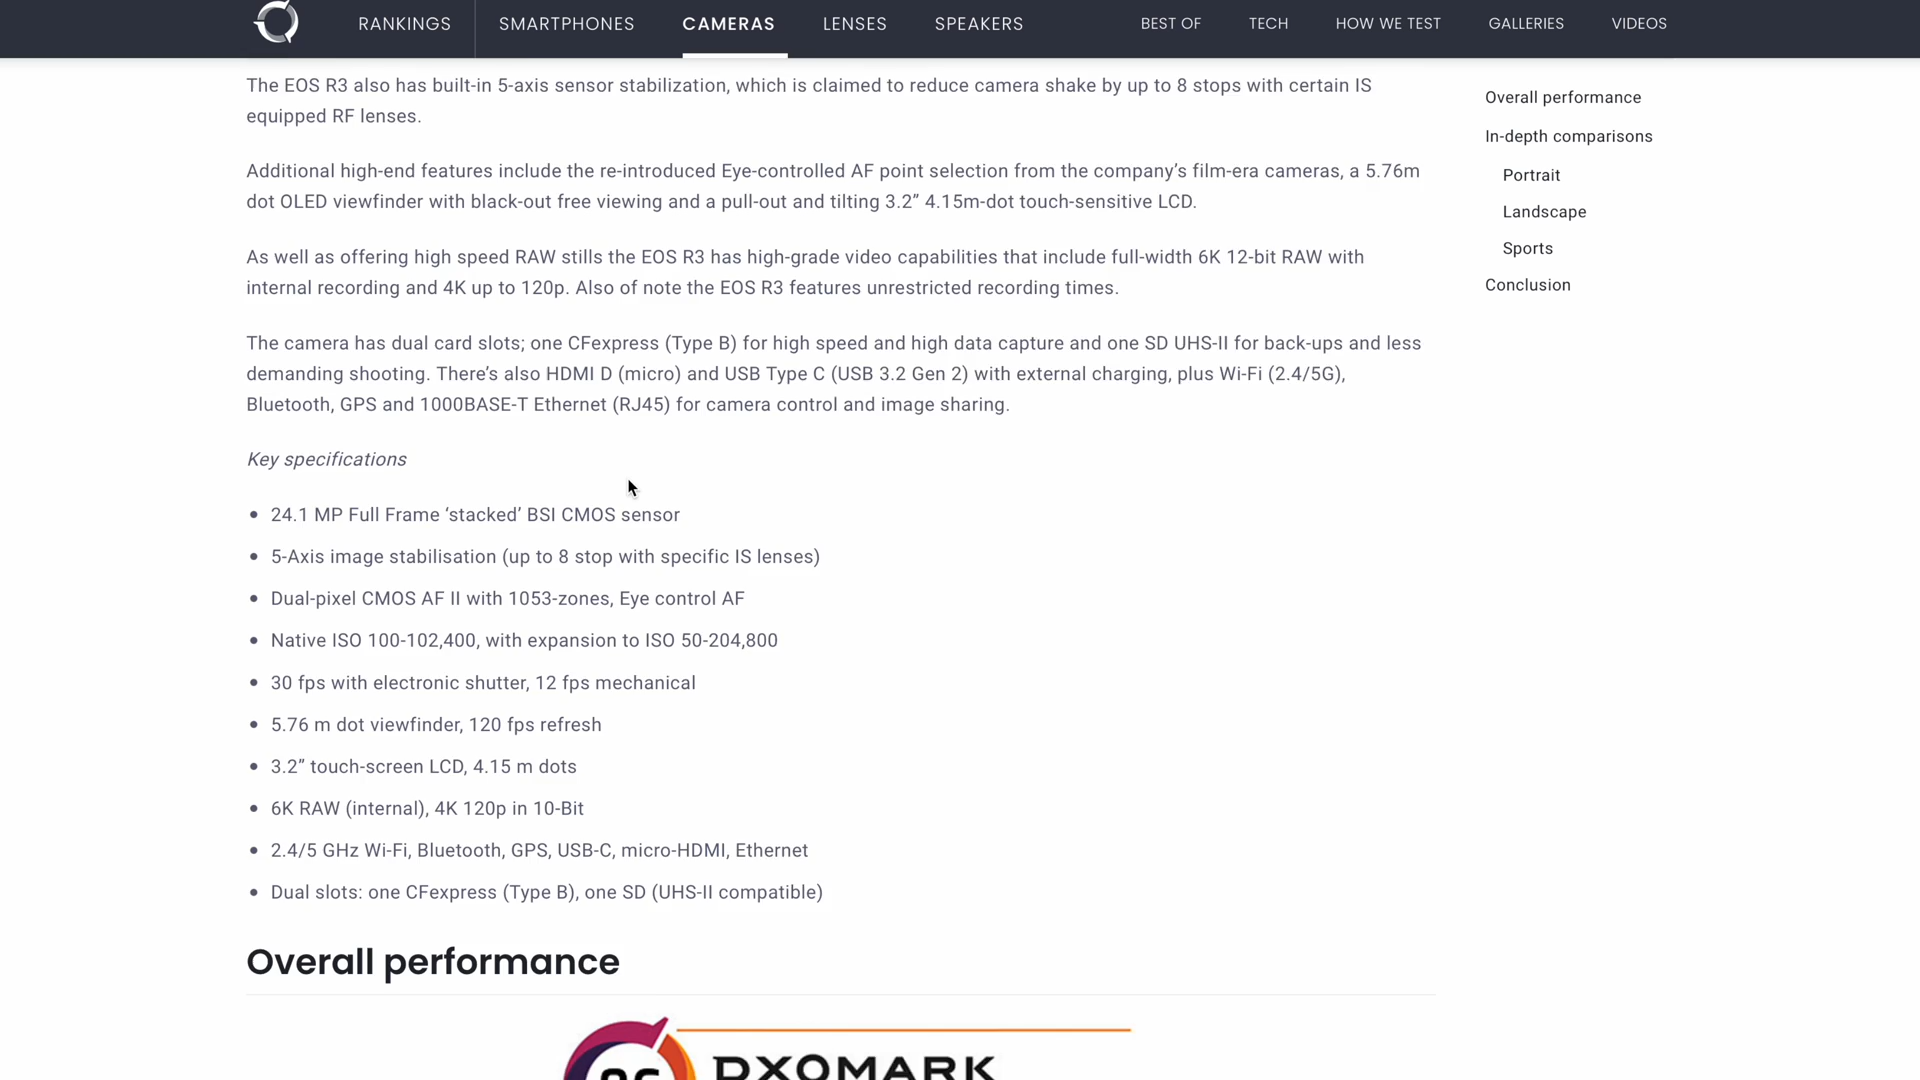 RANKINGS SMARTPHONES CAMERAS LENSES SPEAKERS BEST OF TECH HOW WE TEST GALLERIES VIDEOS
The EOS R3 also has built-in 5-axis sensor stabilization, which is claimed to reduce camera shake by up to 8 stops with certain IS
equipped RF lenses.
Additional high-end features include the re-introduced Eye-controlled AF point selection from the company’s film-era cameras, a 5.76m
dot OLED viewfinder with black-out free viewing and a pull-out and tilting 3.2” 4.15m-dot touch-sensitive LCD.
As well as offering high speed RAW stills the EOS R3 has high-grade video capabilities that include full-width 6K 12-bit RAW with
internal recording and 4K up to 120p. Also of note the EOS R3 features unrestricted recording times.
The camera has dual card slots; one CFexpress (Type B) for high speed and high data capture and one SD UHS-II for back-ups and less
demanding shooting. There’s also HDMI D (micro) and USB Type C (USB 3.2 Gen 2) with external charging, plus Wi-Fi (2.4/5G),
Bluetooth, GPS and 1000BASE-T Ethernet (RJ45) for camera control and image sharing.
Key specifications
• 24.1 MP Full Frame ‘stacked’ BSI CMOS sensor
• 5-Axis image stabilisation (up to 8 stop with specific IS lenses)
• Dual-pixel CMOS AF II with 1053-zones, Eye control AF
• Native ISO 100-102,400, with expansion to ISO 50-204,800
• 30 fps with electronic shutter, 12 fps mechanical
• 5.76 m dot viewfinder, 120 fps refresh
• 3.2” touch-screen LCD, 4.15 m dots
• 6K RAW (internal), 4K 120p in 10-Bit
• 2.4/5 GHz Wi-Fi, Bluetooth, GPS, USB-C, micro-HDMI, Ethernet
• Dual slots: one CFexpress (Type B), one SD (UHS-II compatible)
Overall performance
DXOMARK
Overall performance
In-depth comparisons
Portrait
Landscape
Sports
Conclusion